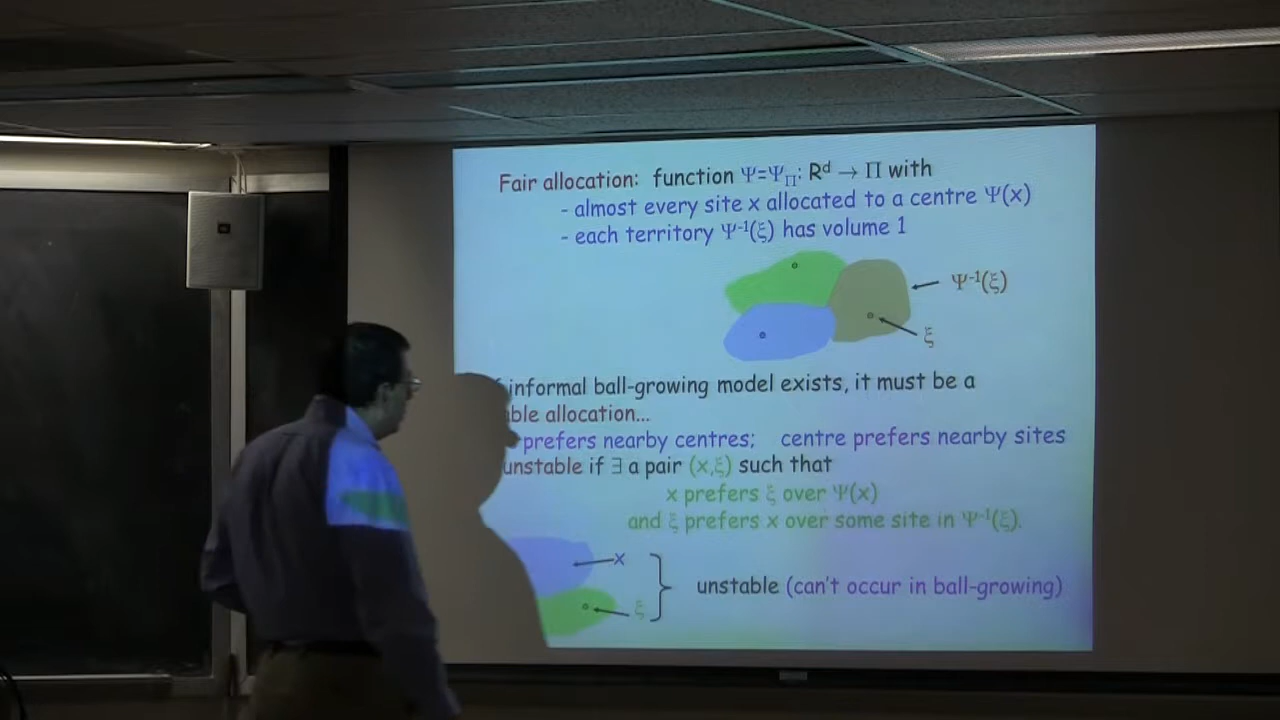 Fair allocation: function Ψ=Ψ_Π: R^d → Π with
- almost every site x allocated to a centre Ψ(x)
- each territory Ψ⁻¹(ξ) has volume 1
Ψ⁻¹(ξ)
ξ
informal ball-growing model exists, it must be a
allocation...
prefers nearby centres; centre prefers nearby sites
unstable if ∃ a pair (x,ξ) such that
x prefers ξ over Ψ(x)
and ξ prefers x over some site in Ψ⁻¹(ξ).
x
unstable (can't occur in ball-growing)
ξ